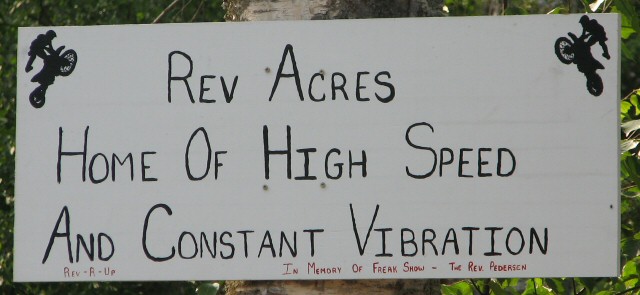 Rev Acres
Home Of High Speed
And Constant Vibration
Rev-R-Up
In Memory Of Freak Show - The Rev. Pedersen